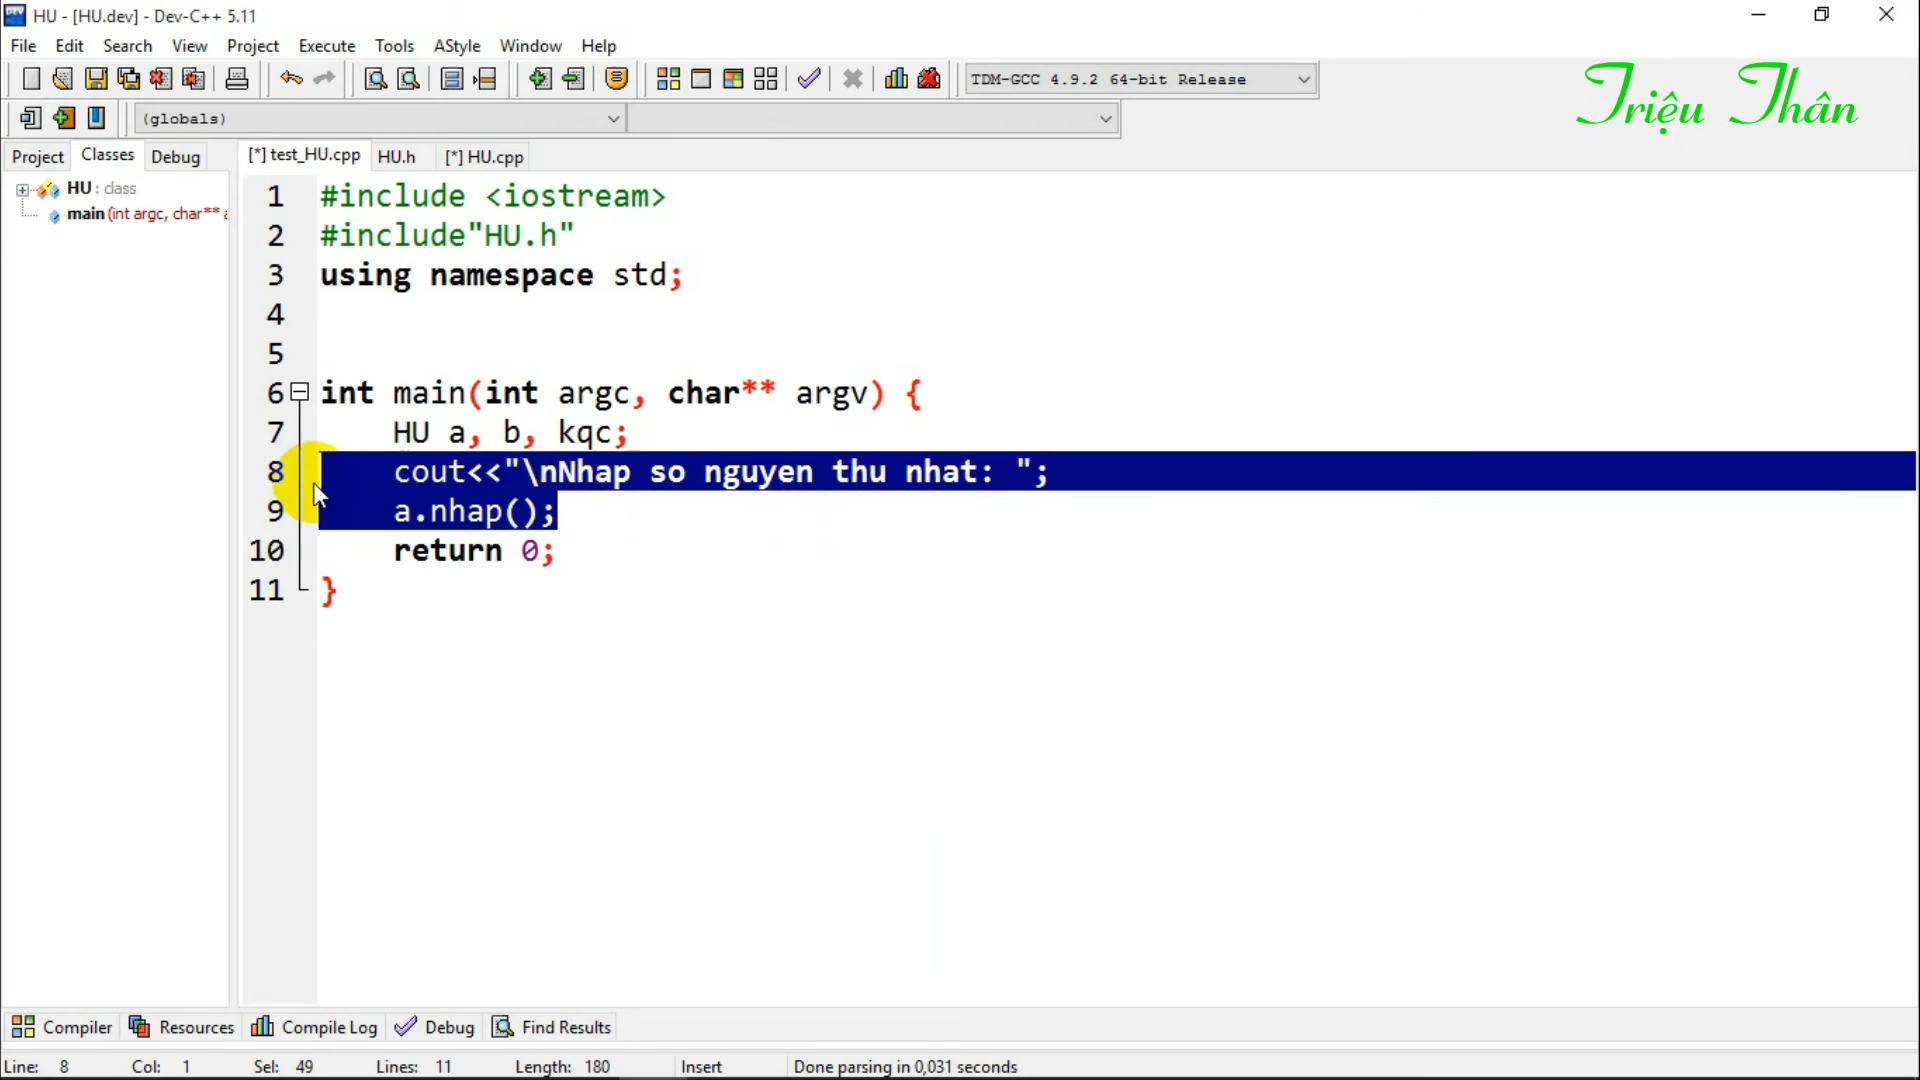 HU - [HU.dev] - Dev-C++ 5.11
File Edit Search View Project Execute Tools AStyle Window Help
TDM-GCC 4.9.2 64-bit Release
Triệu Thân
(globals)
Project Classes Debug
[*] test_HU.cpp HU.h [*] HU.cpp
HU : class
main (int argc, char** a
1 #include <iostream>
2 #include"HU.h"
3 using namespace std;
4
5
6 int main(int argc, char** argv) {
7 HU a, b, kqc;
8 cout<<"\nNhap so nguyen thu nhat: ";
9 a.nhap();
10 return 0;
11 }
Compiler Resources Compile Log Debug Find Results
Line: 8 Col: 1 Sel: 49 Lines: 11 Length: 180 Insert Done parsing in 0,031 seconds